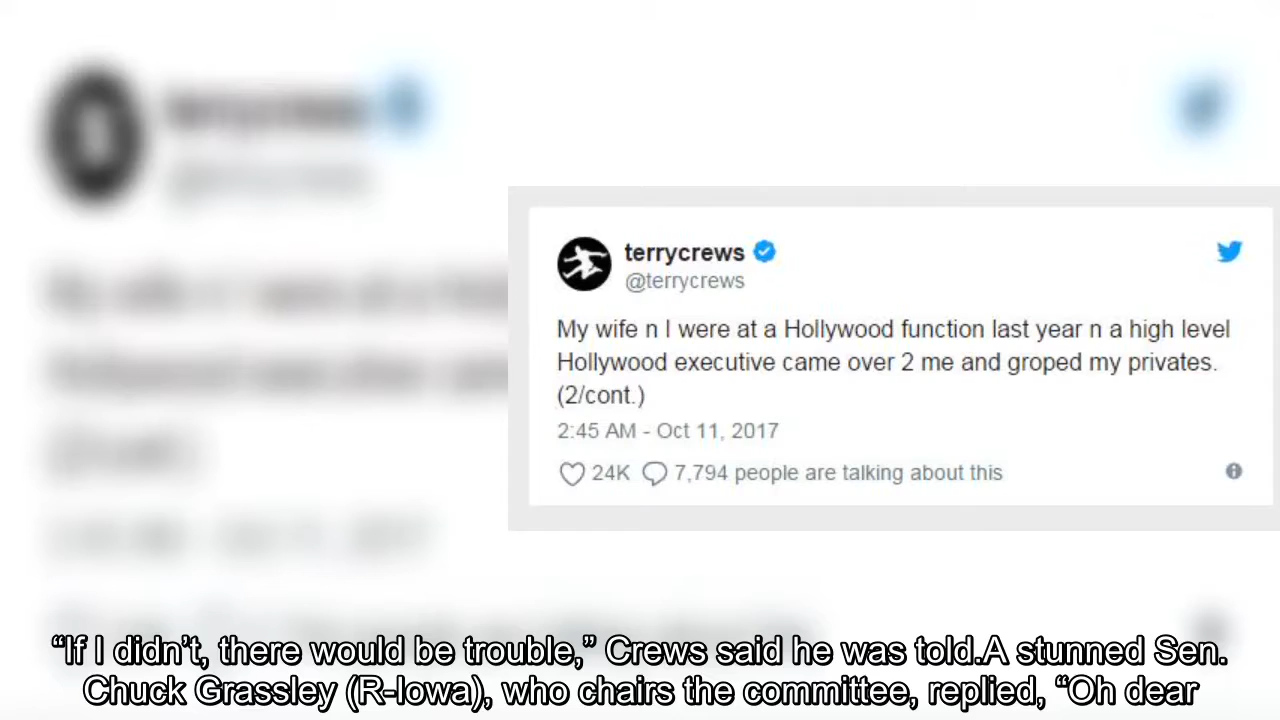 terrycrews
@terrycrews
My wife n I were at a Hollywood function last year n a high level
Hollywood executive came over 2 me and groped my privates.
(2/cont.)
2:45 AM - Oct 11, 2017
24K 7,794 people are talking about this
“If I didn’t, there would be trouble,” Crews said he was told.A stunned Sen.
Chuck Grassley (R-Iowa), who chairs the committee, replied, “Oh dear